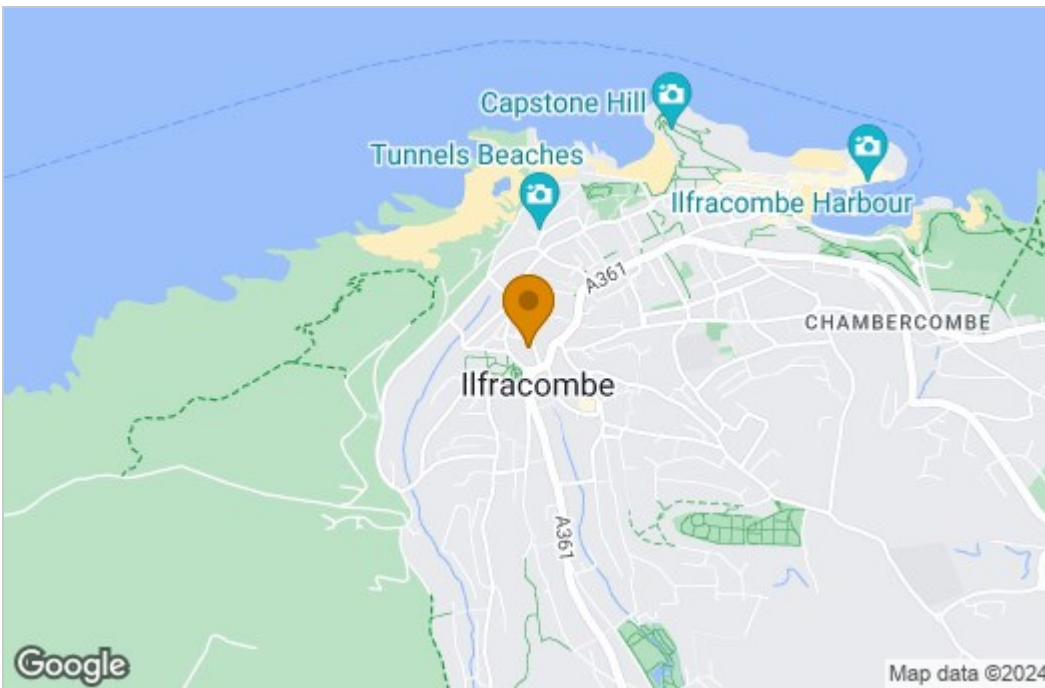 Capstone Hill
Tunnels Beaches
Ilfracombe Harbour
A361
CHAMBERCOMBE
Ilfracombe
A361
Google
Map data ©2024